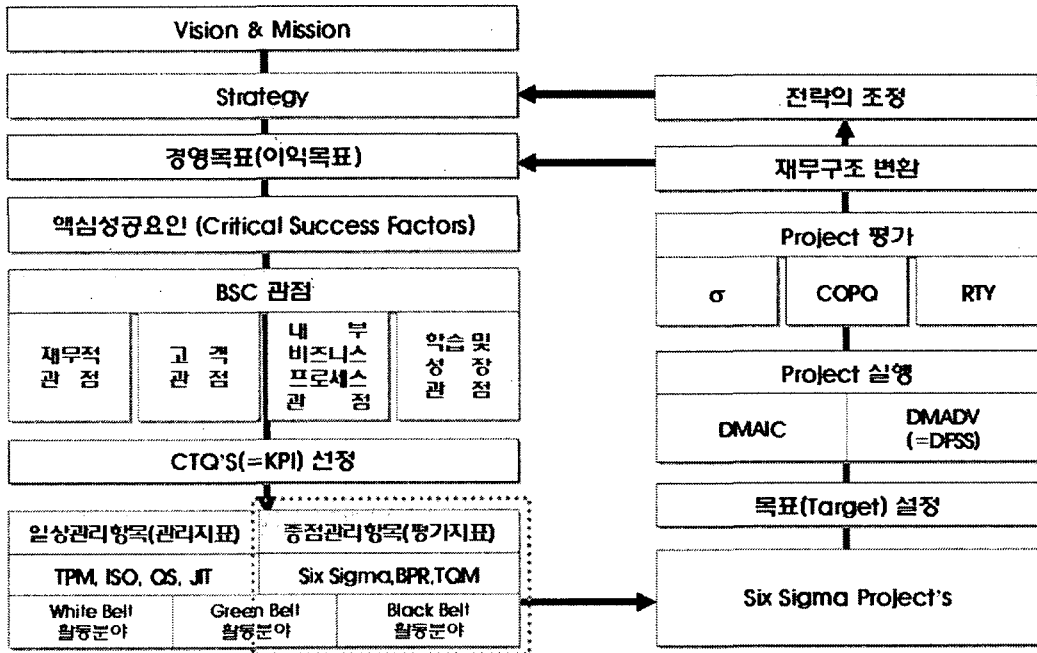 Vision & Mission
Strategy
경영목표(이익목표)
핵심성공요인 (Critical Success Factors)
BSC 관점
재무적
관 점
고 객
관 점
내 부
비즈니스
프로세스
관 점
학습 및
성 장
관 점
CTQ'S(=KPI) 선정
일상관리항목(관리지표)
TPM, ISO, QS, JIT
중점관리항목(평가지표)
Six Sigma,BPR,TQM
White Belt
활동분야
Green Belt
활동분야
Black Belt
활동분야
전략의 조정
재무구조 변환
Project 평가
σ
COPQ
RTY
Project 실행
DMAIC
DMADV
(=DFSS)
목표(Target) 설정
Six Sigma Project's